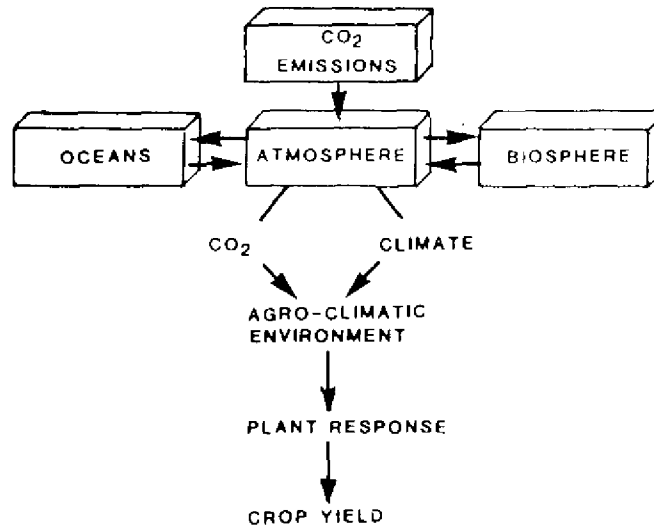 CO₂
EMISSIONS
OCEANS
ATMOSPHERE
BIOSPHERE
CO₂
CLIMATE
AGRO-CLIMATIC
ENVIRONMENT
PLANT RESPONSE
CROP YIELD